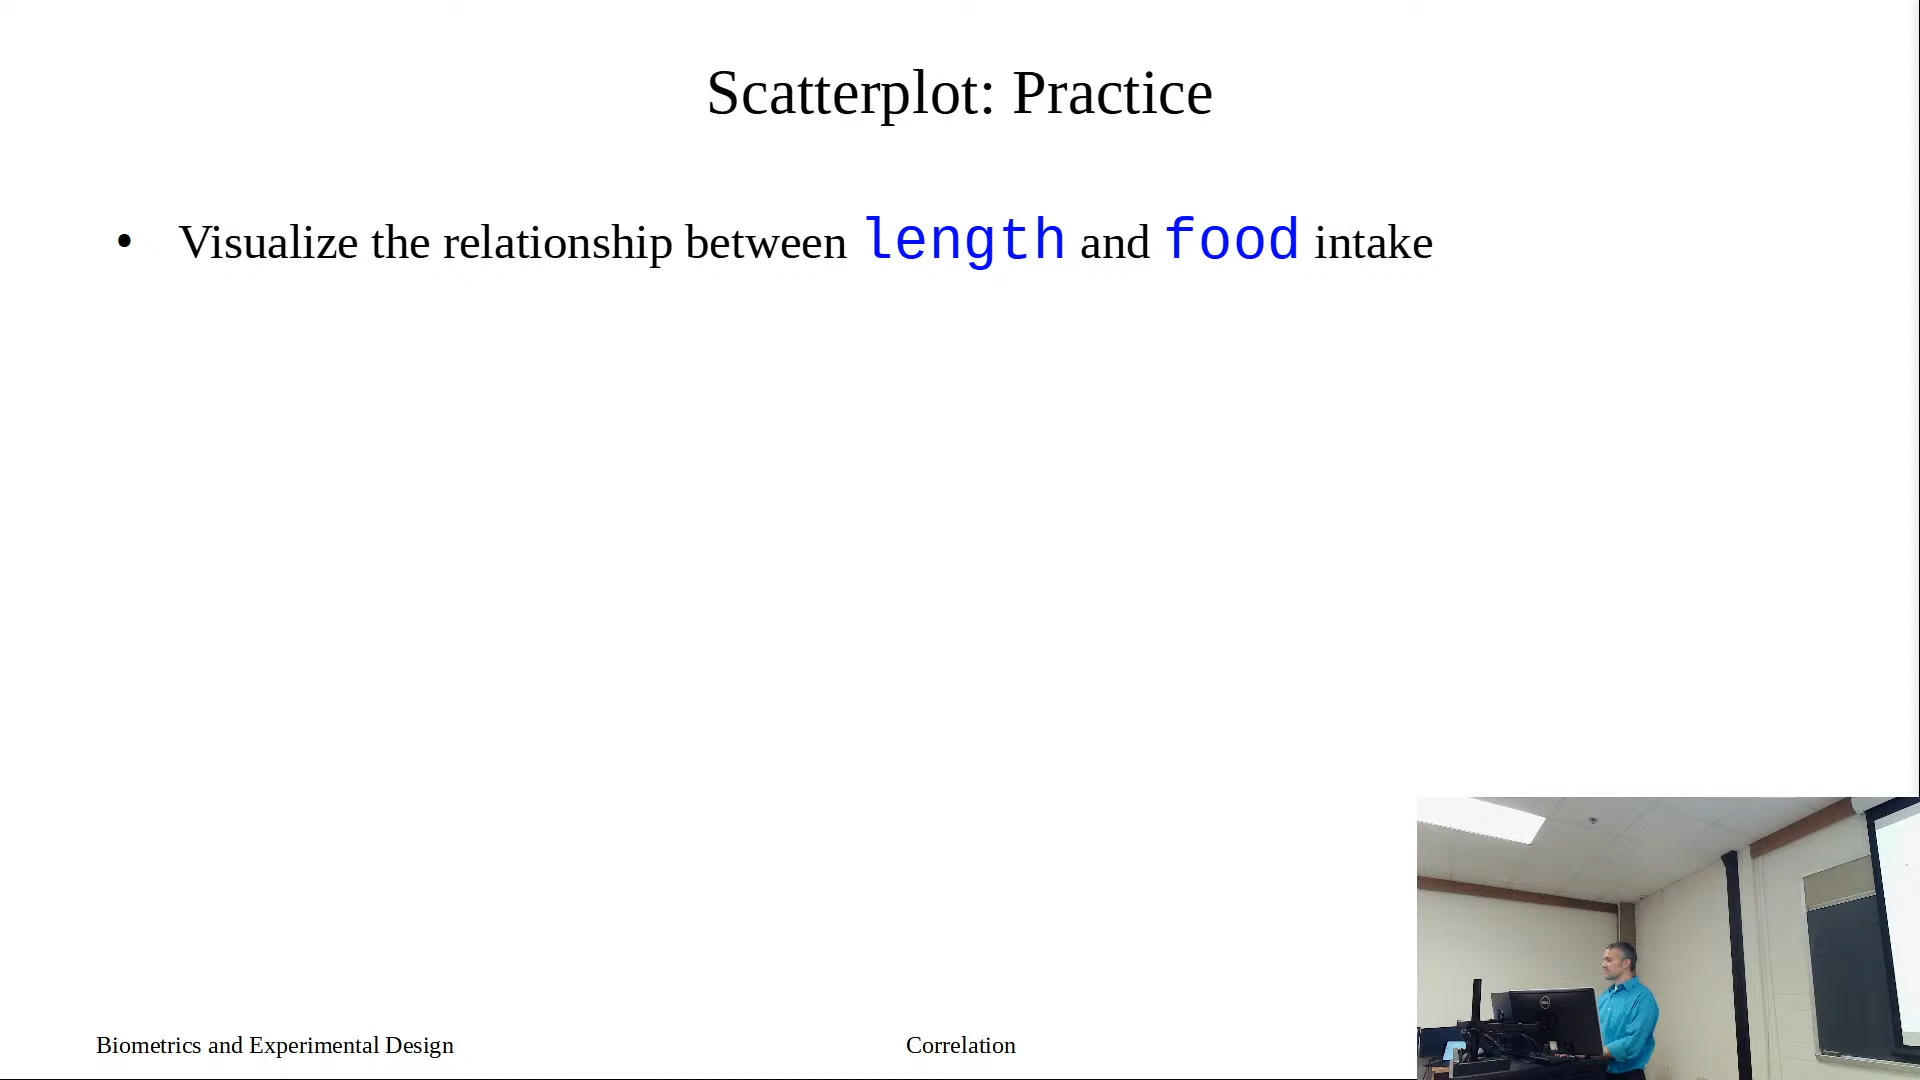 Scatterplot: Practice
• Visualize the relationship between length and food intake
Biometrics and Experimental Design
Correlation